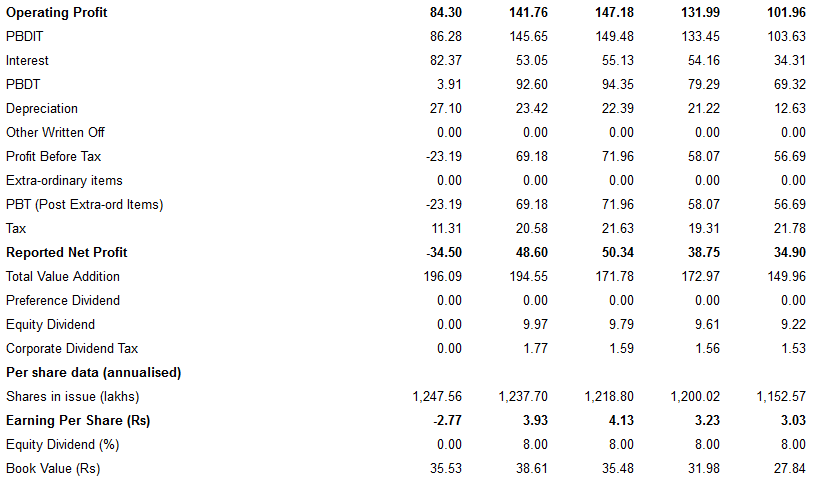 Operating Profit 84.30 141.76 147.18 131.99 101.96
PBDIT 86.28 145.65 149.48 133.45 103.63
Interest 82.37 53.05 55.13 54.16 34.31
PBDT 3.91 92.60 94.35 79.29 69.32
Depreciation 27.10 23.42 22.39 21.22 12.63
Other Written Off 0.00 0.00 0.00 0.00 0.00
Profit Before Tax -23.19 69.18 71.96 58.07 56.69
Extra-ordinary items 0.00 0.00 0.00 0.00 0.00
PBT (Post Extra-ord Items) -23.19 69.18 71.96 58.07 56.69
Tax 11.31 20.58 21.63 19.31 21.78
Reported Net Profit -34.50 48.60 50.34 38.75 34.90
Total Value Addition 196.09 194.55 171.78 172.97 149.96
Preference Dividend 0.00 0.00 0.00 0.00 0.00
Equity Dividend 0.00 9.97 9.79 9.61 9.22
Corporate Dividend Tax 0.00 1.77 1.59 1.56 1.53
Per share data (annualised)
Shares in issue (lakhs) 1,247.56 1,237.70 1,218.80 1,200.02 1,152.57
Earning Per Share (Rs) -2.77 3.93 4.13 3.23 3.03
Equity Dividend (%) 0.00 8.00 8.00 8.00 8.00
Book Value (Rs) 35.53 38.61 35.48 31.98 27.84